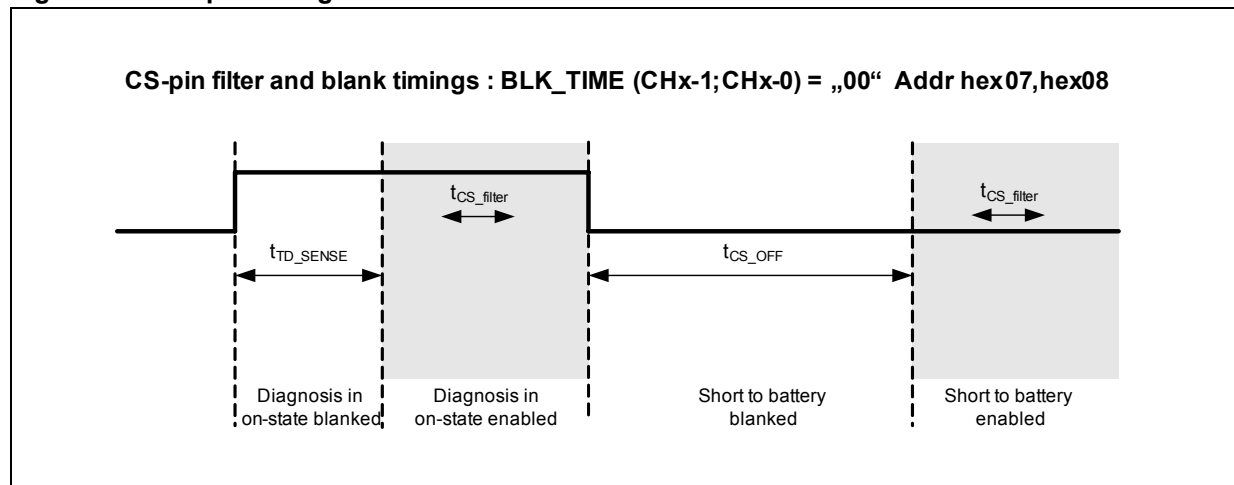 CS-pin filter and blank timings : BLK_TIME (CHx-1;CHx-0) = „00“ Addr hex07,hex08
tCS_filter
tCS_filter
tTD_SENSE
tCS_OFF
Diagnosis in
on-state blanked
Diagnosis in
on-state enabled
Short to battery
blanked
Short to battery
enabled